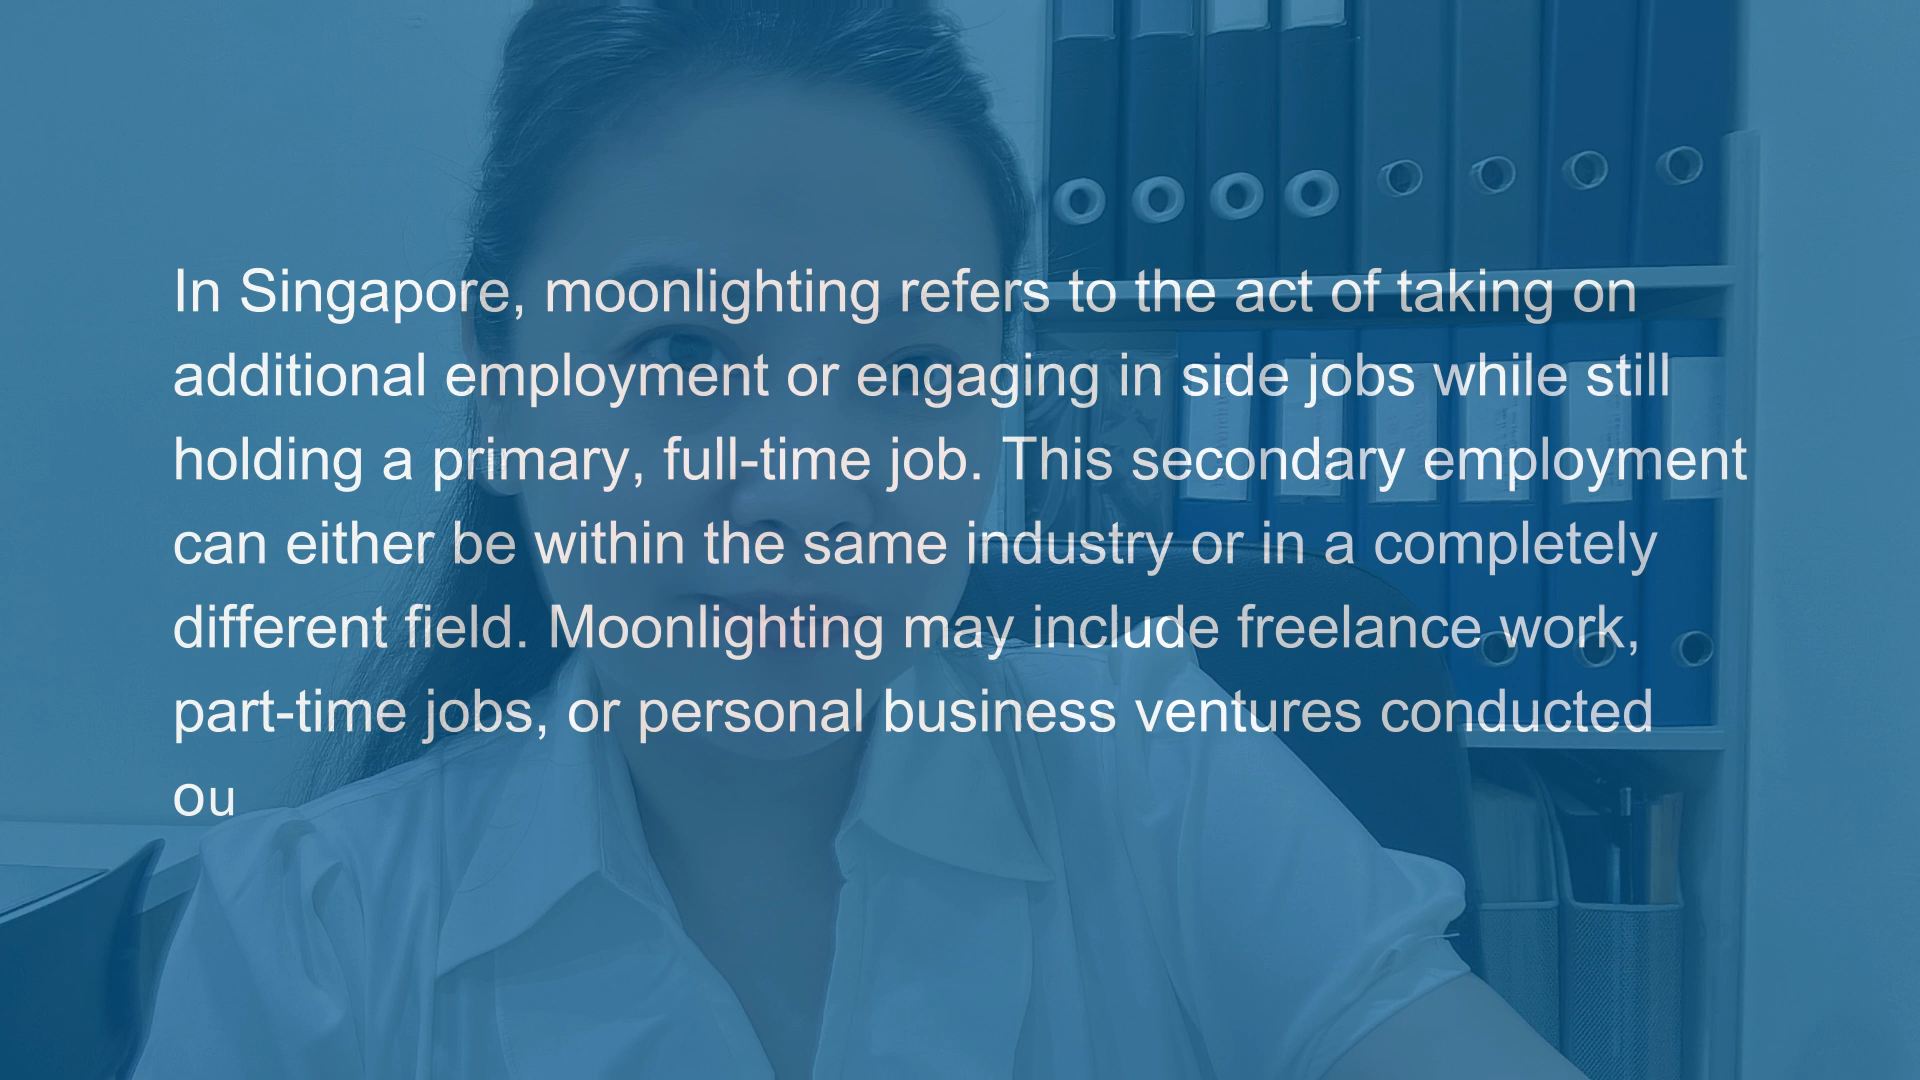 In Singapore, moonlighting refers to the act of taking on
additional employment or engaging in side jobs while still
holding a primary, full-time job. This secondary employment
can either be within the same industry or in a completely
different field. Moonlighting may include freelance work,
part-time jobs, or personal business ventures conducted
ou